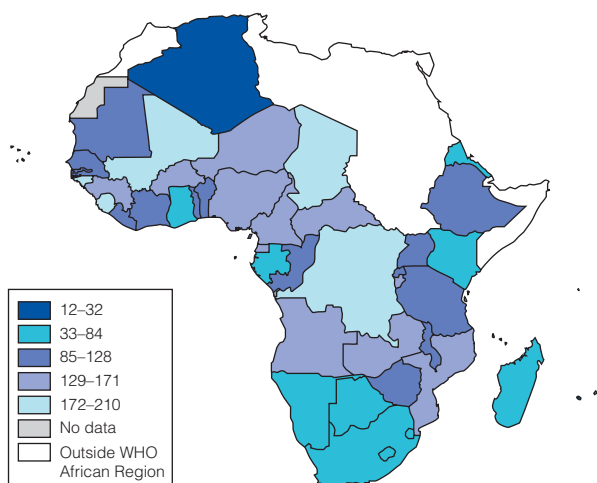 12–32
33–84
85–128
129–171
172–210
No data
Outside WHO
African Region